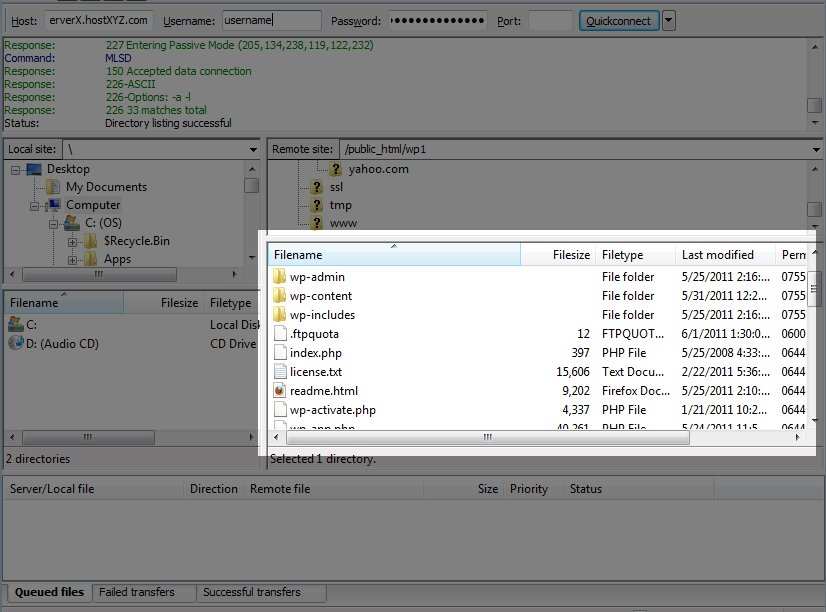 Host: erverX.hostXYZ.com Username: username Password: ●●●●●●●●●●●●● Port: Quickconnect
Response: 227 Entering Passive Mode (205,134,238,119,122,232)
Command: MLSD
Response: 150 Accepted data connection
Response: 226-ASCII
Response: 226-Options: -a -l
Response: 226 33 matches total
Status: Directory listing successful
Local site: \
Desktop
My Documents
Computer
C: (OS)
$Recycle.Bin
Apps
Filename Filesize Filetype
C: Local Disk
D: (Audio CD) CD Drive
2 directories
Remote site: /public_html/wp1
yahoo.com
ssl
tmp
www
Filename Filesize Filetype Last modified Perm
wp-admin File folder 5/25/2011 2:16:... 0755
wp-content File folder 5/31/2011 12:2... 0755
wp-includes File folder 5/25/2011 2:16:... 0755
.ftpquota 12 FTPQUOT... 6/1/2011 1:30:0... 0600
index.php 397 PHP File 5/25/2008 4:33:... 0644
license.txt 15,606 Text Docu... 2/22/2011 5:36:... 0644
readme.html 9,202 Firefox Doc... 5/25/2011 2:10:... 0644
wp-activate.php 4,337 PHP File 1/21/2011 10:2... 0644
wp-app.php 40,261 PHP File 5/24/2011 11:5... 0644
Selected 1 directory.
Server/Local file Direction Remote file Size Priority Status
Queued files Failed transfers Successful transfers